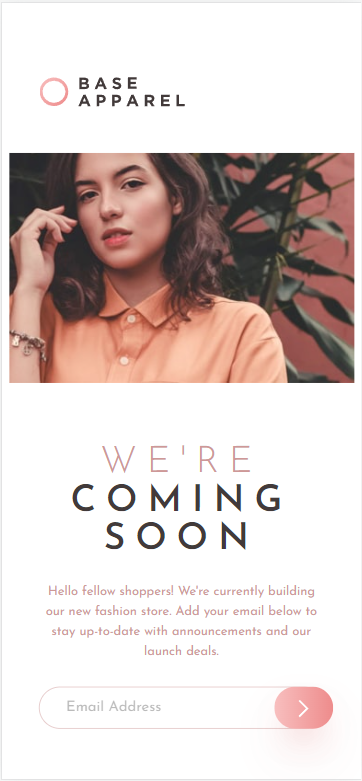 BASE
APPAREL
WE'RE
COMING
SOON
Hello fellow shoppers! We're currently building
our new fashion store. Add your email below to
stay up-to-date with announcements and our
launch deals.
Email Address